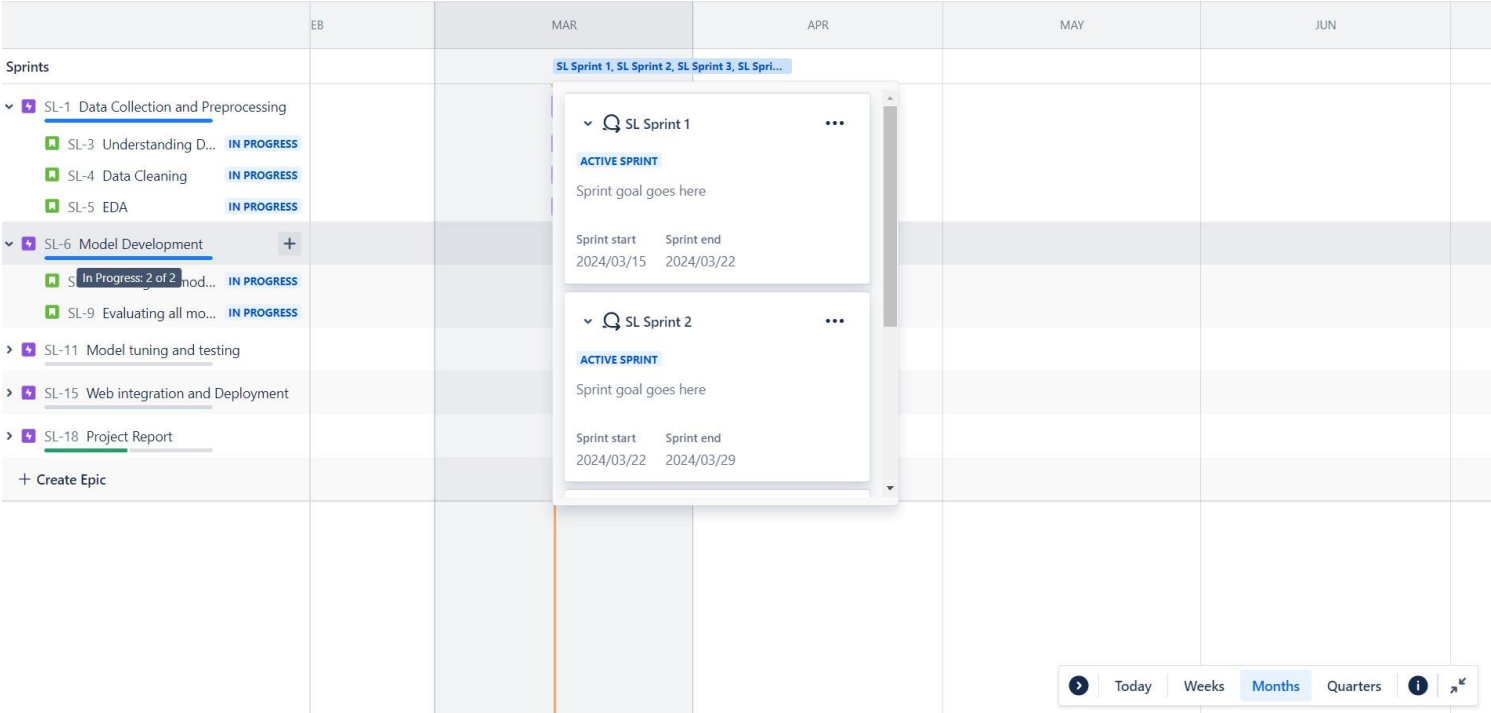 EB MAR APR MAY JUN
Sprints
SL Sprint 1, SL Sprint 2, SL Sprint 3, SL Spri...
SL-1 Data Collection and Preprocessing
SL-3 Understanding D... IN PROGRESS
SL-4 Data Cleaning IN PROGRESS
SL-5 EDA IN PROGRESS
SL-6 Model Development
In Progress: 2 of 2
S mod... IN PROGRESS
SL-9 Evaluating all mo... IN PROGRESS
SL-11 Model tuning and testing
SL-15 Web integration and Deployment
SL-18 Project Report
+ Create Epic
SL Sprint 1
ACTIVE SPRINT
Sprint goal goes here
Sprint start Sprint end
2024/03/15 2024/03/22
SL Sprint 2
ACTIVE SPRINT
Sprint goal goes here
Sprint start Sprint end
2024/03/22 2024/03/29
Today Weeks Months Quarters